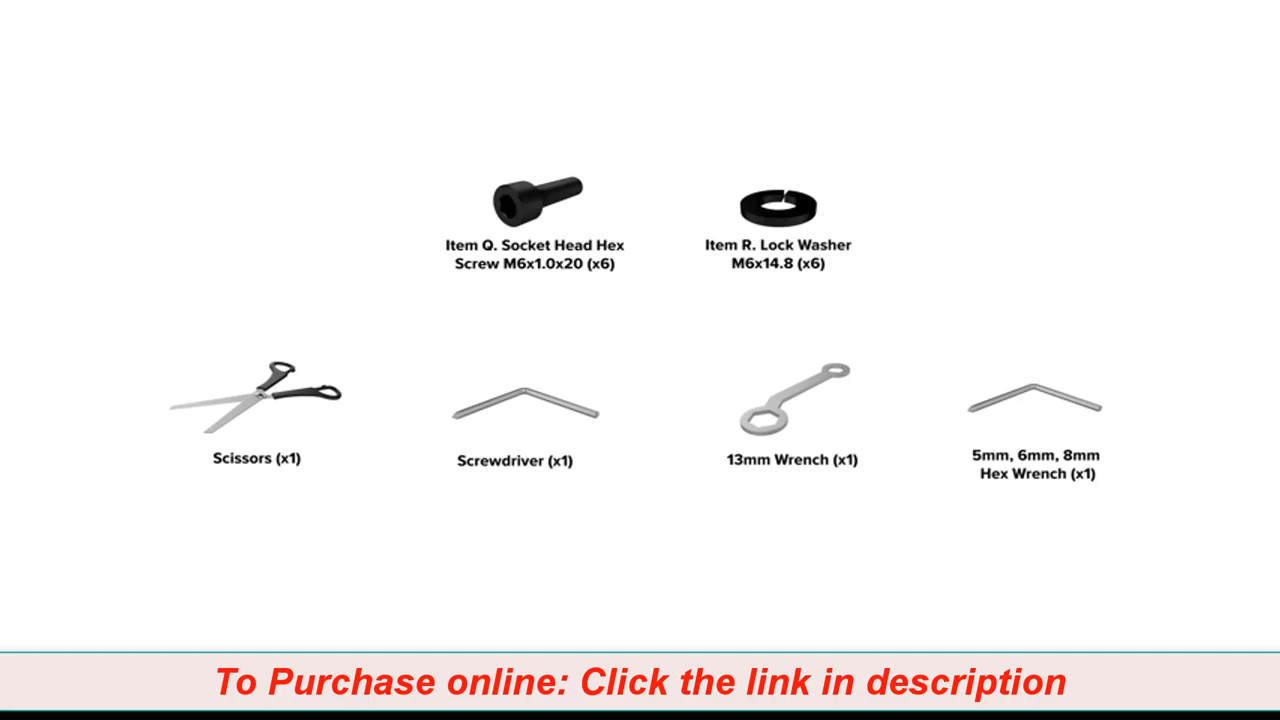 Item Q. Socket Head Hex
Screw M6x1.0x20 (x6)
Item R. Lock Washer
M6x14.8 (x6)
Scissors (x1)
Screwdriver (x1)
13mm Wrench (x1)
5mm, 6mm, 8mm
Hex Wrench (x1)
To Purchase online: Click the link in description